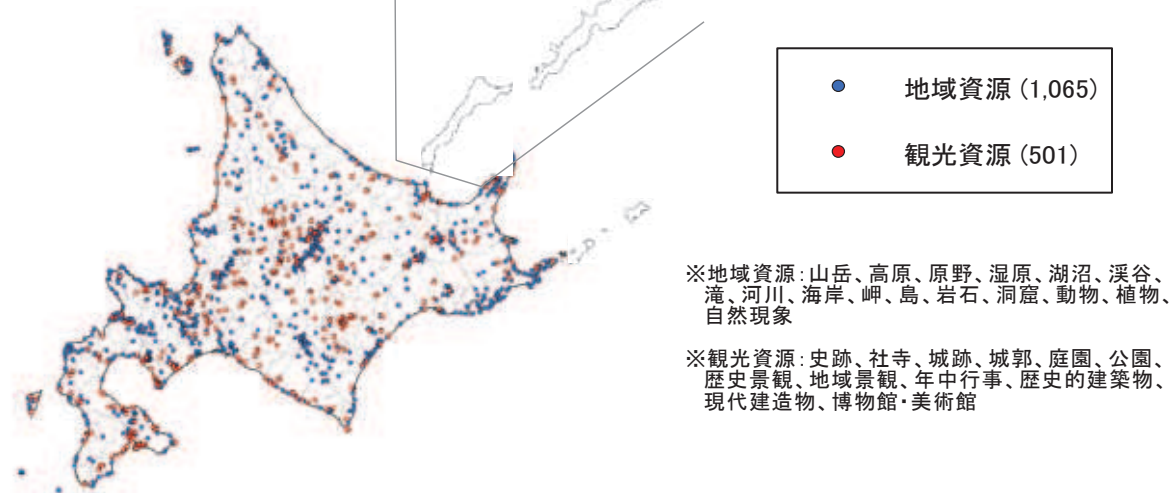 地域資源 (1,065)
観光資源 (501)
※地域資源：山岳、高原、原野、湿原、湖沼、渓谷、
滝、河川、海岸、岬、島、岩石、洞窟、動物、植物、
自然現象
※観光資源：史跡、社寺、城跡、城郭、庭園、公園、
歴史景観、地域景観、年中行事、歴史的建築物、
現代建造物、博物館・美術館